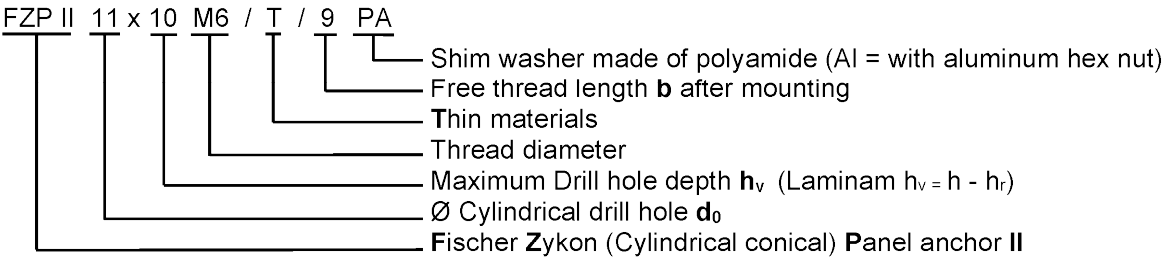 FZP II 11 x 10 M6 / T / 9 PA
Shim washer made of polyamide (Al = with aluminum hex nut)
Free thread length b after mounting
Thin materials
Thread diameter
Maximum Drill hole depth hᵥ (Laminam hᵥ = h - hᵣ)
Ø Cylindrical drill hole d₀
Fischer Zykon (Cylindrical conical) Panel anchor II